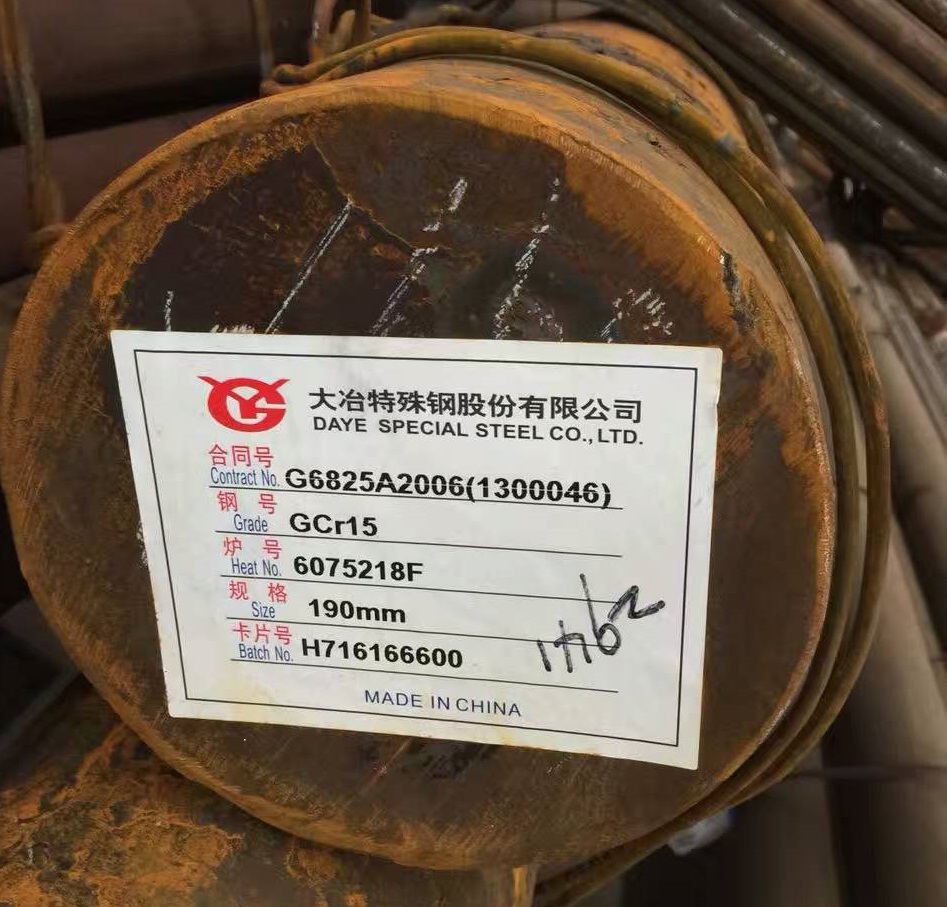 大冶特殊钢股份有限公司
DAYE SPECIAL STEEL CO., LTD.
合同号
Contract No. G6825A2006(1300046)
钢 号
Grade GCr15
炉 号
Heat No. 6075218F
规 格
Size 190mm
卡片号
Batch No. H716166600
MADE IN CHINA